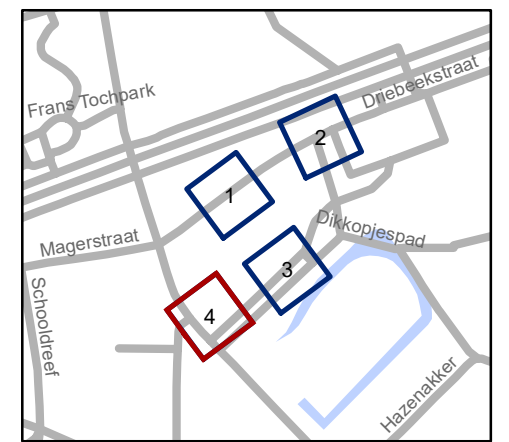 Frans Tochpark
Driebeekstraat
2
1
Magerstraat
Dikkopjespad
3
Schooldreef
4
Hazenakker